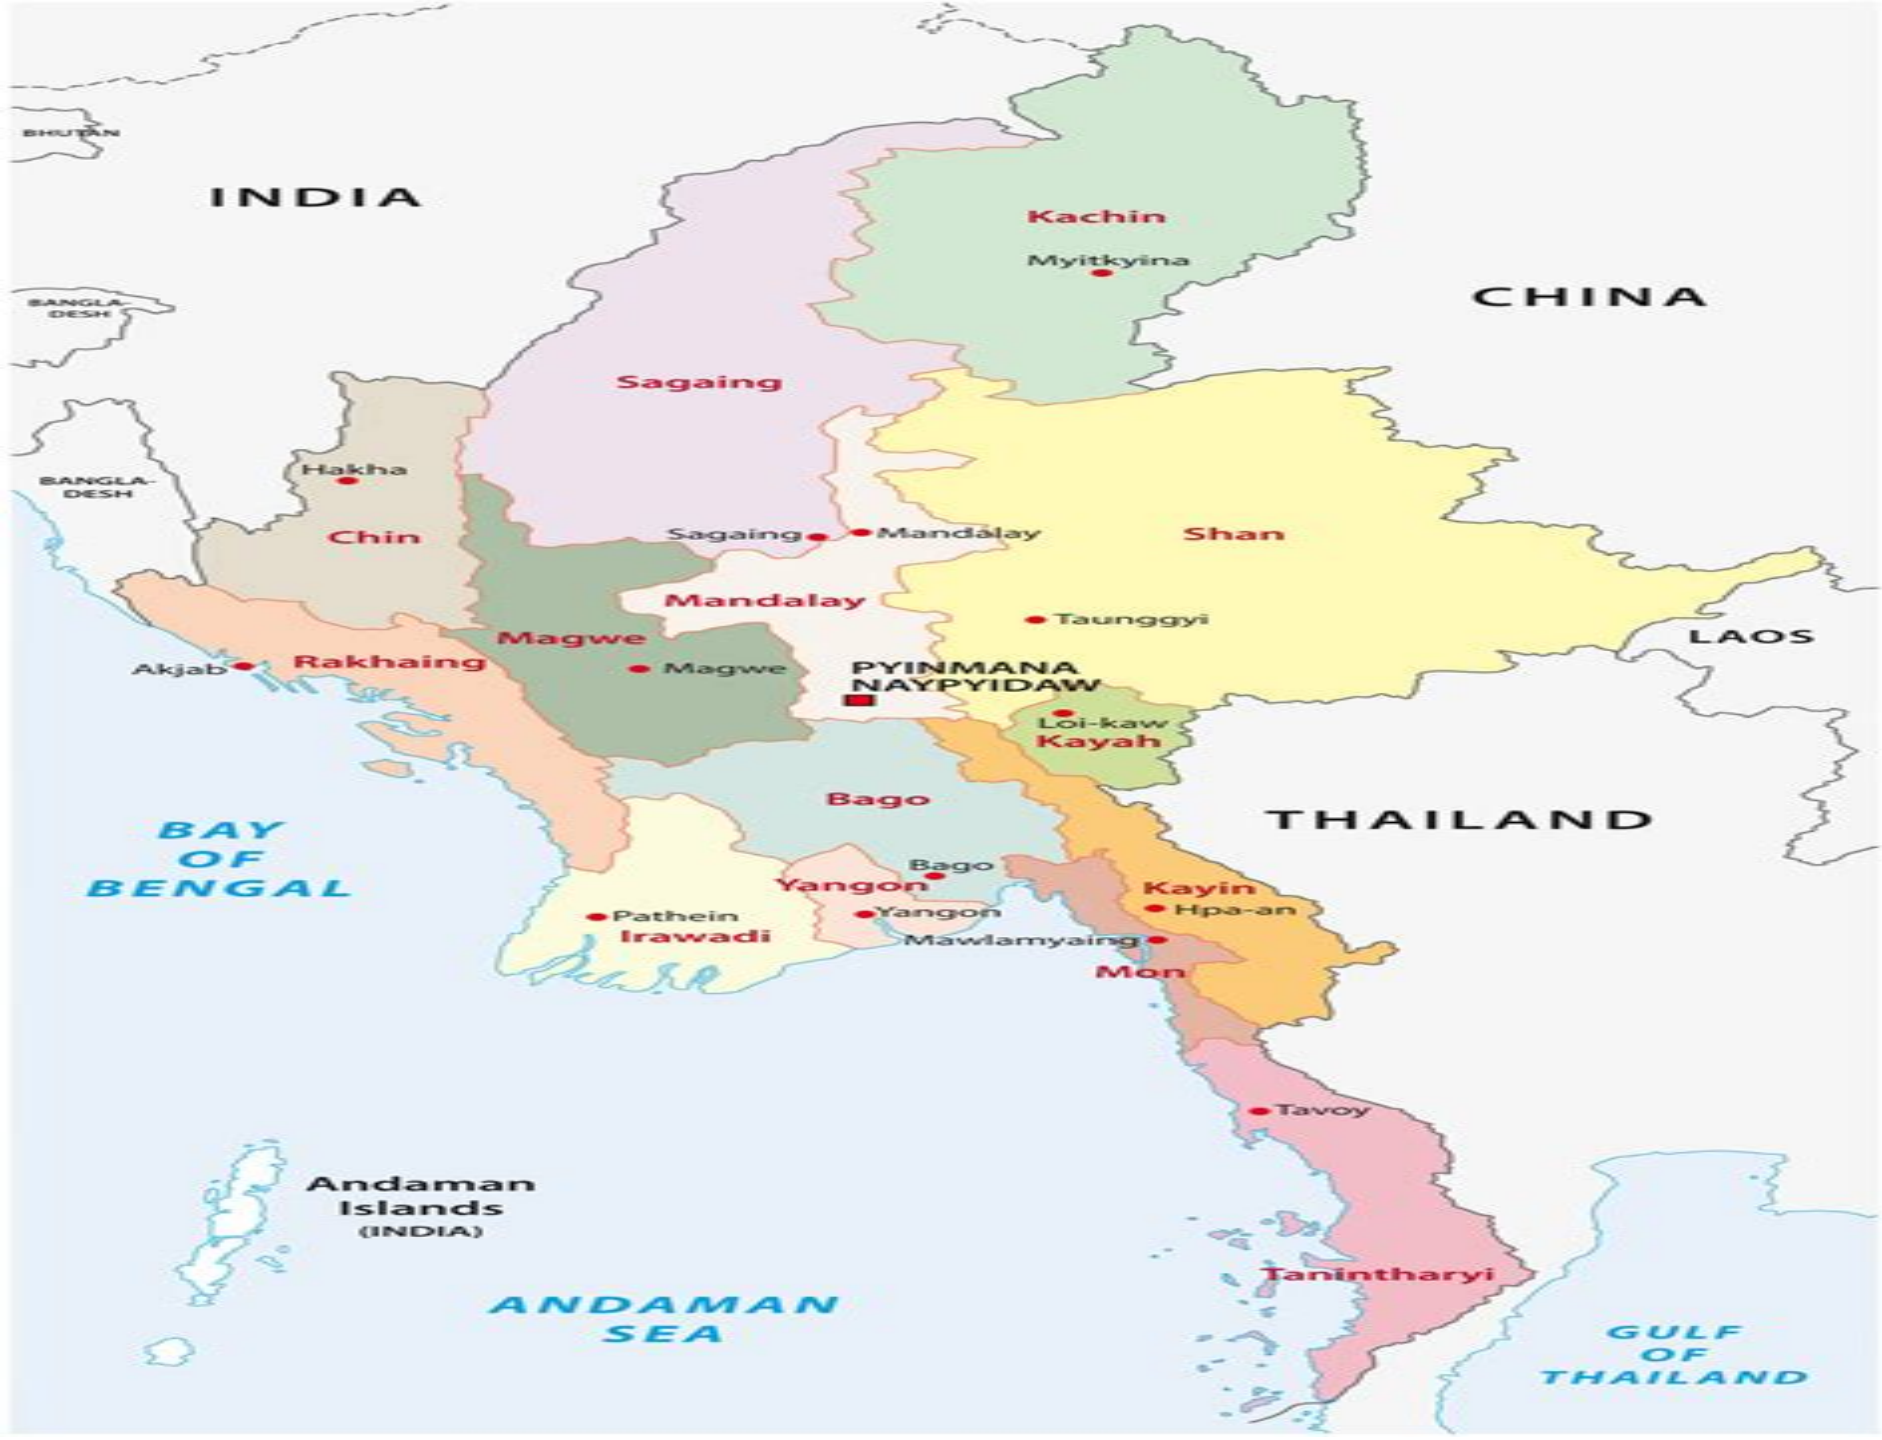 BHUTAN
INDIA
Kachin
Myitkyina
CHINA
BANGLA-
DESH
Sagaing
Hakha
BANGLA-
DESH
Chin
Sagaing
Mandalay
Shan
Mandalay
Taunggyi
LAOS
Magwe
Magwe
Akjab
Rakhaing
PYINMANA
NAYPYIDAW
Loi-kaw
Kayah
Bago
THAILAND
BAY
OF
BENGAL
Bago
Yangon
Yangon
Kayin
Hpa-an
Pathein
Irawadi
Mawlamyaing
Mon
Tavoy
Andaman
Islands
(INDIA)
Tanintharyi
ANDAMAN
SEA
GULF
OF
THAILAND